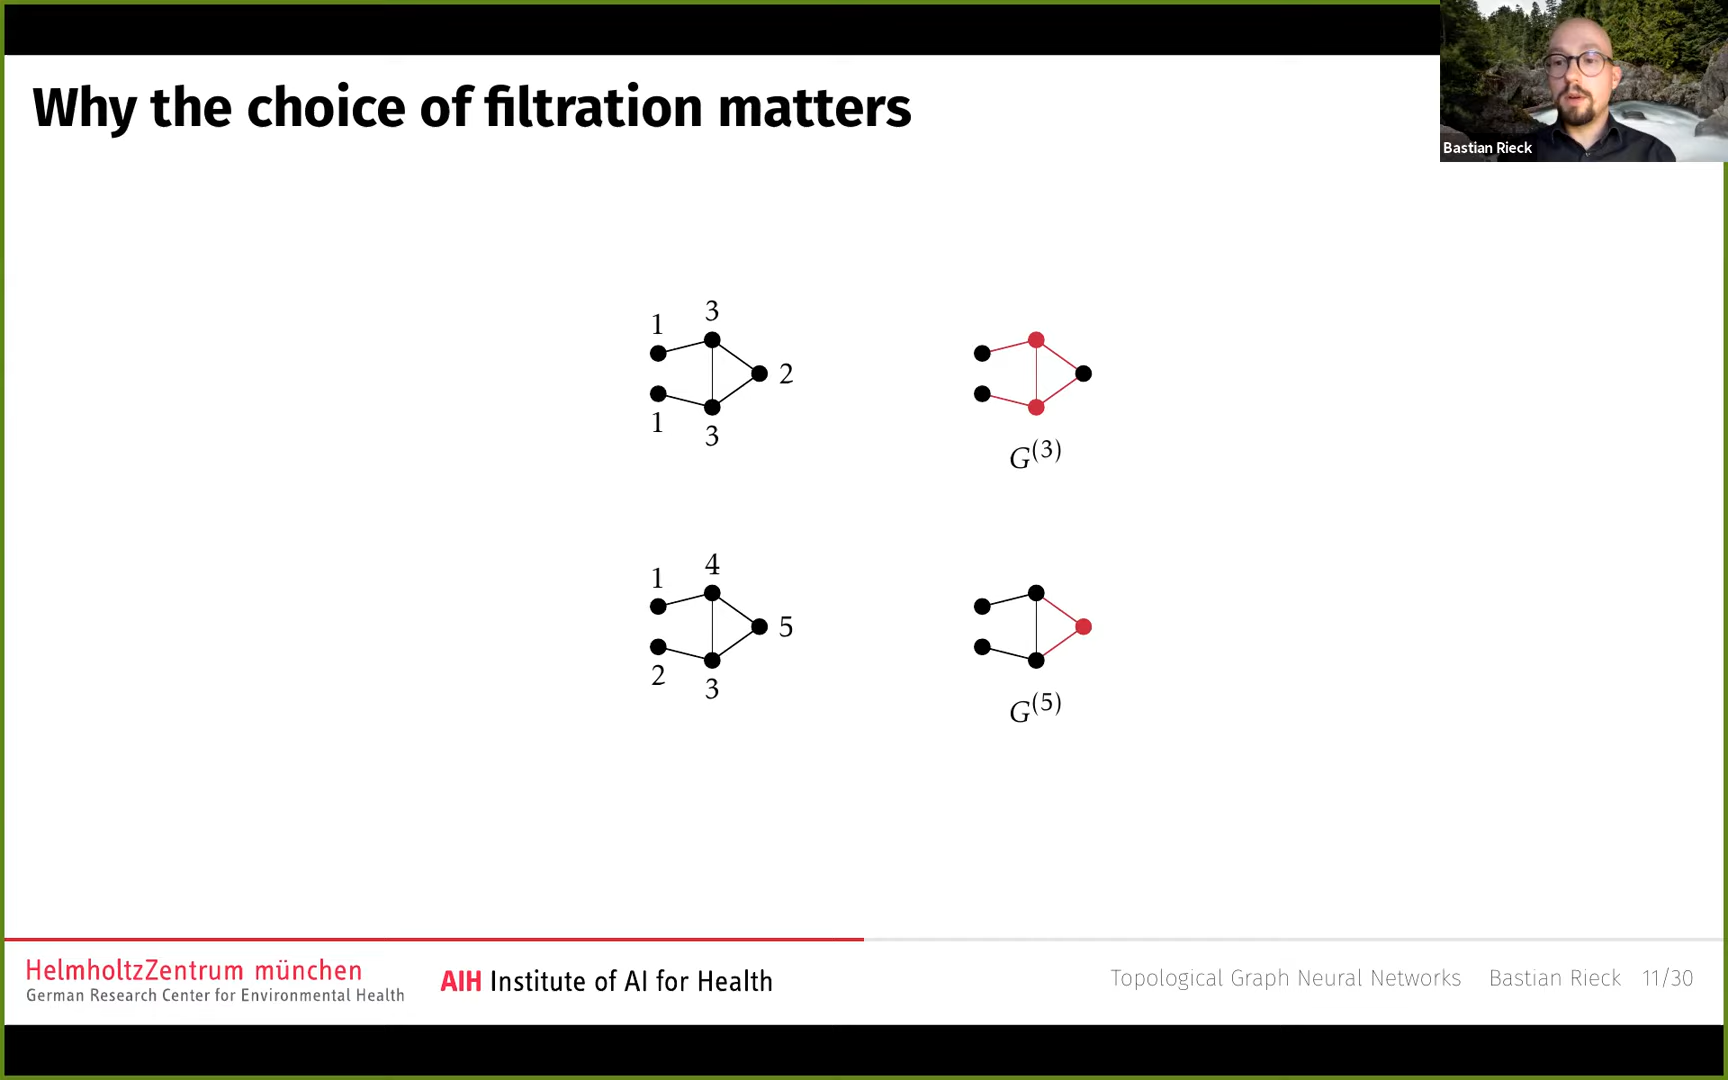 Why the choice of filtration matters
Bastian Rieck
1
3
2
1
3
G(3)
1
4
5
2
3
G(5)
HelmholtzZentrum münchen
German Research Center for Environmental Health
AIH Institute of AI for Health
Topological Graph Neural Networks Bastian Rieck 11/30